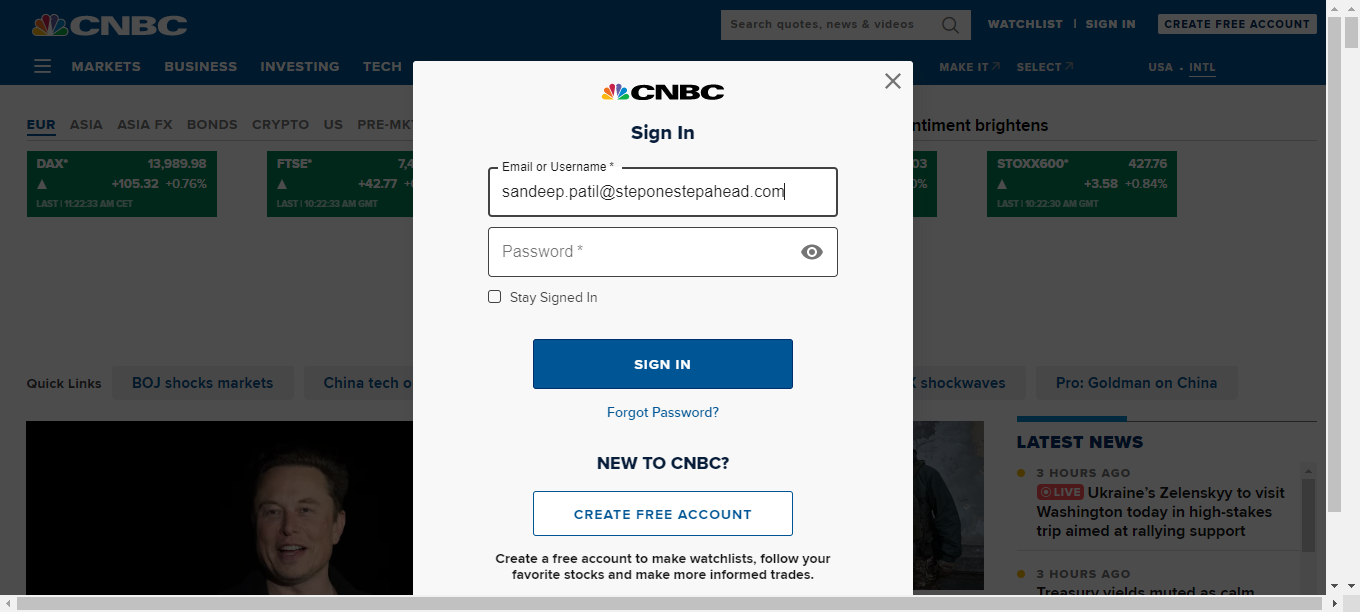 CNBC
Search quotes, news & videos
WATCHLIST | SIGN IN
CREATE FREE ACCOUNT
MARKETS BUSINESS INVESTING TECH
MAKE IT SELECT
USA • INTL
EUR ASIA ASIA FX BONDS CRYPTO US PRE-MKT
ntiment brightens
DAX* 13,989.98
+105.32 +0.76%
LAST | 11:22:33 AM CET
FTSE* 7,4
+42.77
LAST | 10:22:33 AM GMT
03
0%
STOXX600* 427.76
+3.58 +0.84%
LAST | 10:22:30 AM GMT
CNBC
Sign In
Email or Username *
sandeep.patil@steponestepahead.com
Password *
Stay Signed In
SIGN IN
Forgot Password?
NEW TO CNBC?
CREATE FREE ACCOUNT
Create a free account to make watchlists, follow your
favorite stocks and make more informed trades.
Quick Links
BOJ shocks markets
China tech o
K shockwaves
Pro: Goldman on China
LATEST NEWS
3 HOURS AGO
LIVE Ukraine’s Zelenskyy to visit
Washington today in high-stakes
trip aimed at rallying support
3 HOURS AGO
Treasury yields muted as calm